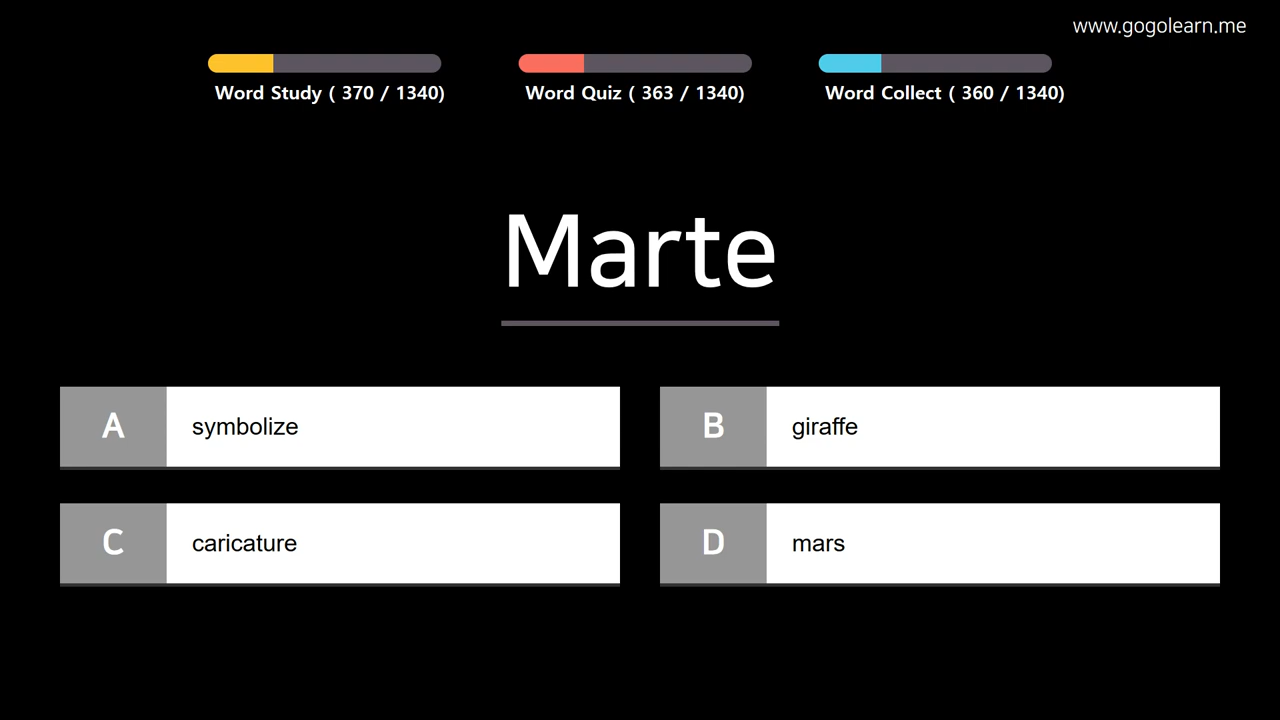 www.gogolearn.me
Word Study ( 370 / 1340)
Word Quiz ( 363 / 1340)
Word Collect ( 360 / 1340)
Marte
A symbolize
B giraffe
C caricature
D mars